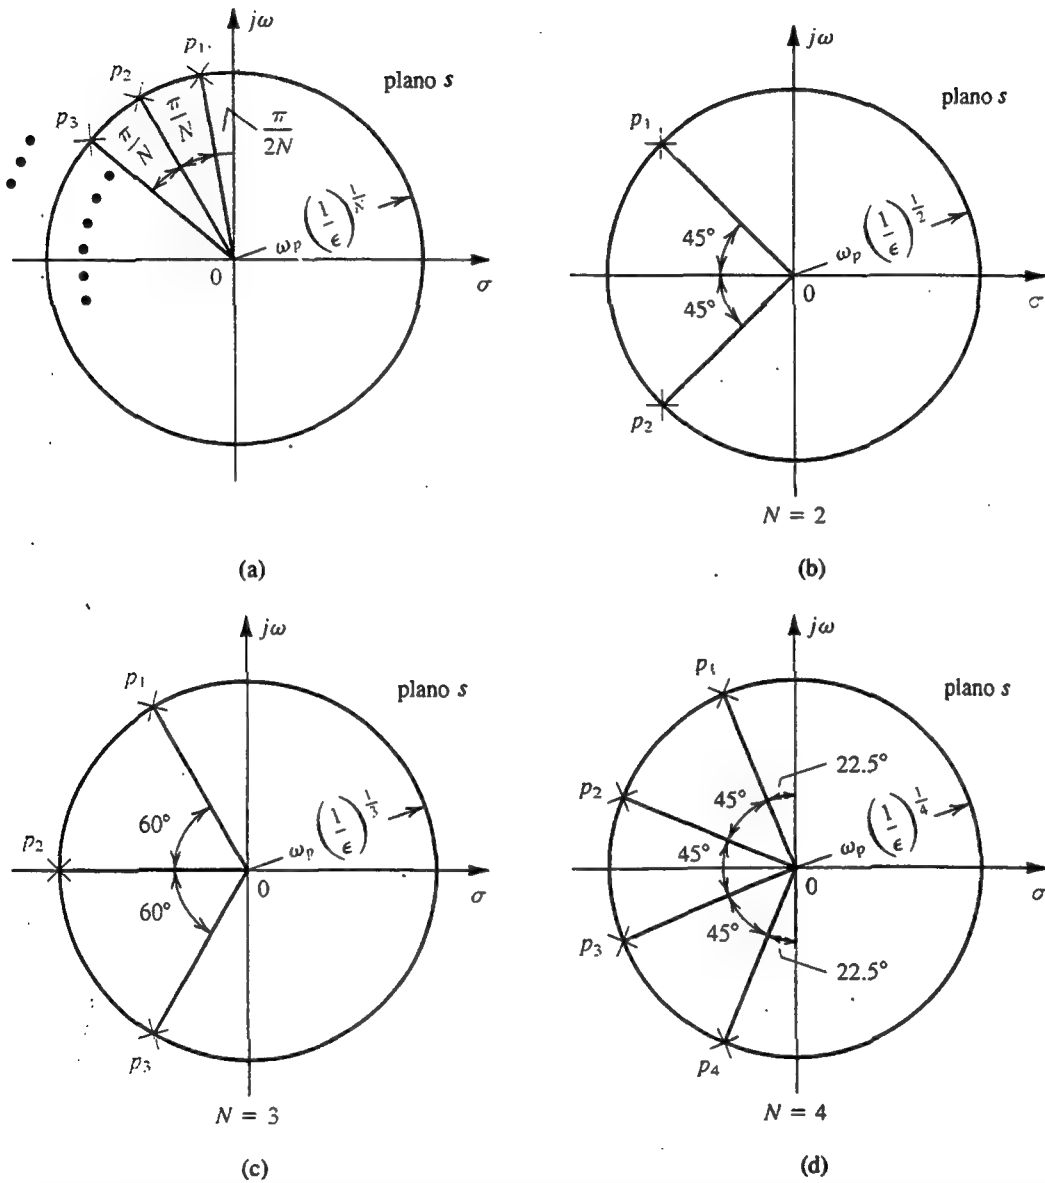 jω
plano s
p₁
p₂
p₃
π/N
π/N
π/2N
ωₚ(1/ϵ)^(1/N)
0
σ
(a)
jω
plano s
p₁
45°
45°
ωₚ(1/ϵ)^(1/2)
0
σ
p₂
N = 2
(b)
jω
plano s
p₁
60°
p₂
60°
ωₚ(1/ϵ)^(1/3)
0
σ
p₃
N = 3
(c)
jω
plano s
p₁
22.5°
p₂
45°
45°
45°
ωₚ(1/ϵ)^(1/4)
0
σ
p₃
22.5°
p₄
N = 4
(d)